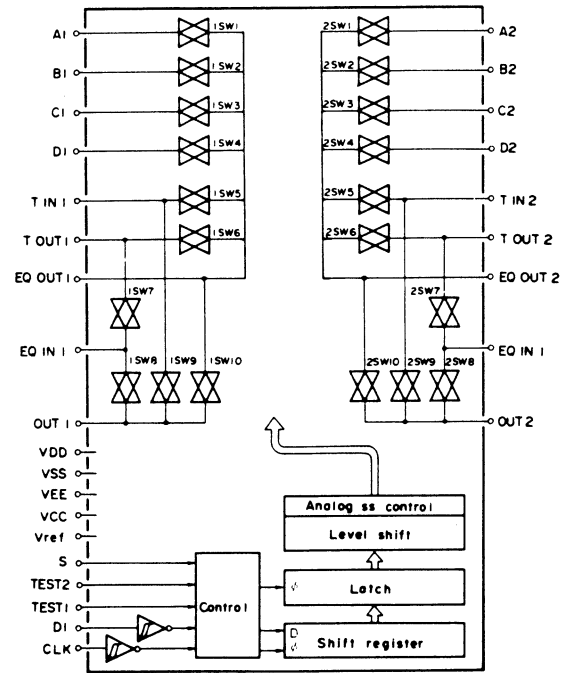 A1 1SW1 2SW1 A2
B1 1SW2 2SW2 B2
C1 1SW3 2SW3 C2
D1 1SW4 2SW4 D2
T IN 1 1SW5 2SW5 T IN 2
T OUT 1 1SW6 2SW6 T OUT 2
EQ OUT 1 EQ OUT 2
1SW7 2SW7
EQ IN 1 EQ IN 1
1SW8 1SW9 1SW10 2SW10 2SW9 2SW8
OUT 1 OUT 2
VDD
VSS
VEE
VCC
Vref
Analog ss control
Level shift
S
TEST2
TEST1
DI
CLK
Control
φ Latch
D
φ Shift register